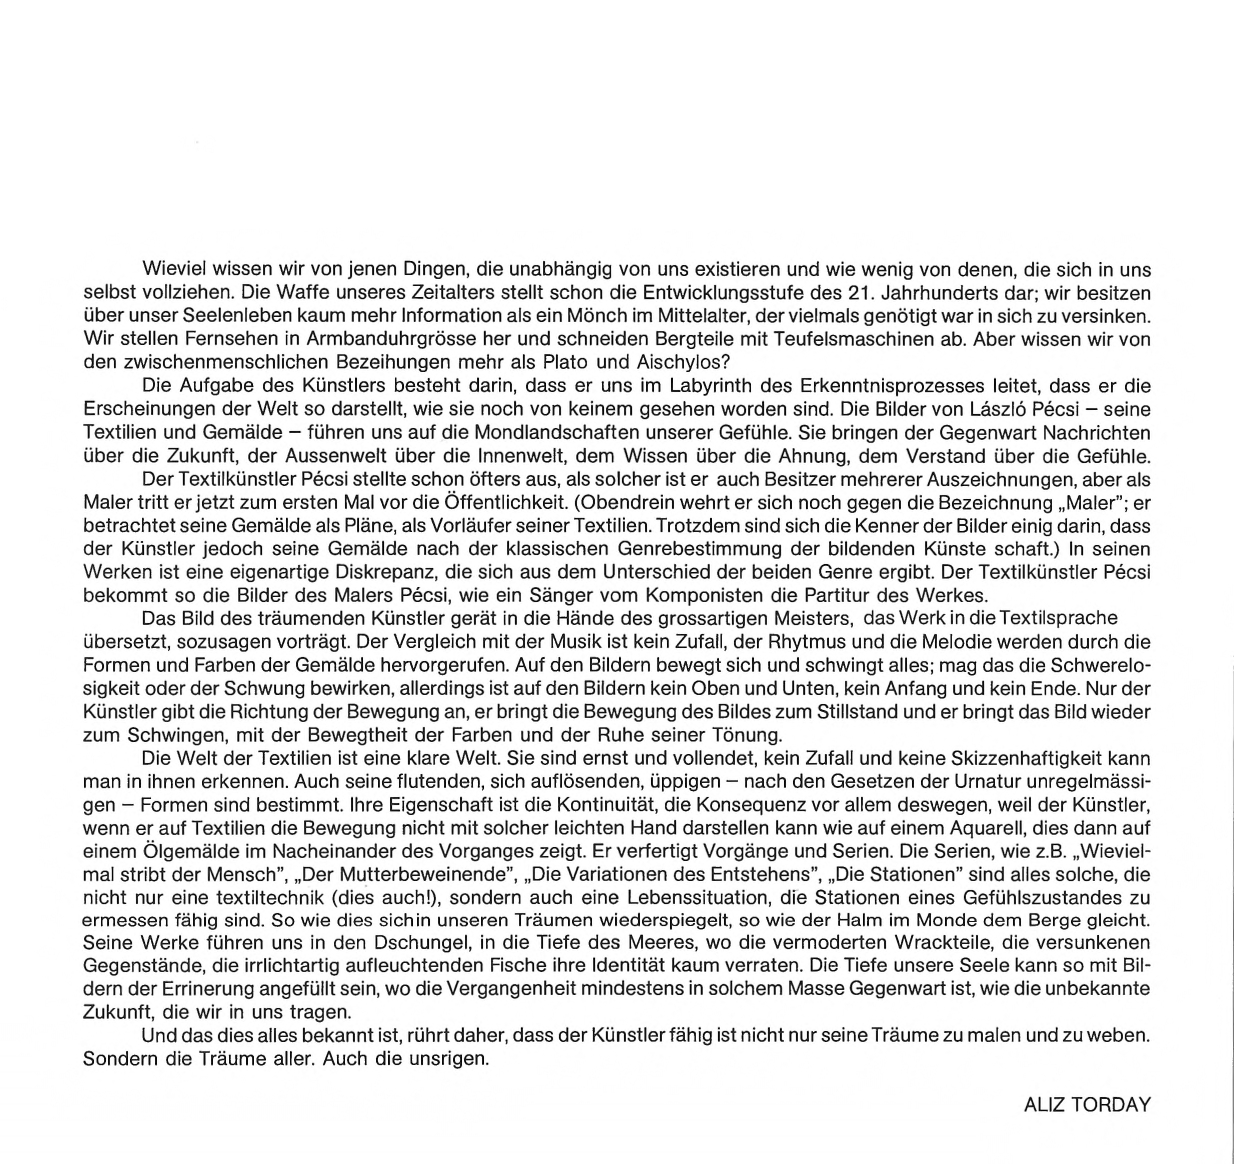 Wieviel wissen wir von jenen Dingen, die unabhängig von uns existieren und wie wenig von denen, die sich in uns
selbst vollziehen. Die Waffe unseres Zeitalters stellt schon die Entwicklungsstufe des 21. Jahrhunderts dar; wir besitzen
über unser Seelenleben kaum mehr Information als ein Mönch im Mittelalter, der vielmals genötigt war in sich zu versinken.
Wir stellen Fernsehen in Armbanduhrgrösse her und schneiden Bergteile mit Teufelsmaschinen ab. Aber wissen wir von
den zwischenmenschlichen Bezeihungen mehr als Plato und Aischylos?
Die Aufgabe des Künstlers besteht darin, dass er uns im Labyrinth des Erkenntnisprozesses leitet, dass er die
Erscheinungen der Welt so darstellt, wie sie noch von keinem gesehen worden sind. Die Bilder von László Pécsi – seine
Textilien und Gemälde – führen uns auf die Mondlandschaften unserer Gefühle. Sie bringen der Gegenwart Nachrichten
über die Zukunft, der Aussenwelt über die Innenwelt, dem Wissen über die Ahnung, dem Verstand über die Gefühle.
Der Textilkünstler Pécsi stellte schon öfters aus, als solcher ist er auch Besitzer mehrerer Auszeichnungen, aber als
Maler tritt er jetzt zum ersten Mal vor die Öffentlichkeit. (Obendrein wehrt er sich noch gegen die Bezeichnung „Maler”; er
betrachtet seine Gemälde als Pläne, als Vorläufer seiner Textilien. Trotzdem sind sich die Kenner der Bilder einig darin, dass
der Künstler jedoch seine Gemälde nach der klassischen Genrebestimmung der bildenden Künste schaft.) In seinen
Werken ist eine eigenartige Diskrepanz, die sich aus dem Unterschied der beiden Genre ergibt. Der Textilkünstler Pécsi
bekommt so die Bilder des Malers Pécsi, wie ein Sänger vom Komponisten die Partitur des Werkes.
Das Bild des träumenden Künstler gerät in die Hände des grossartigen Meisters, das Werk in die Textilsprache
übersetzt, sozusagen vorträgt. Der Vergleich mit der Musik ist kein Zufall, der Rhytmus und die Melodie werden durch die
Formen und Farben der Gemälde hervorgerufen. Auf den Bildern bewegt sich und schwingt alles; mag das die Schwerelo-
sigkeit oder der Schwung bewirken, allerdings ist auf den Bildern kein Oben und Unten, kein Anfang und kein Ende. Nur der
Künstler gibt die Richtung der Bewegung an, er bringt die Bewegung des Bildes zum Stillstand und er bringt das Bild wieder
zum Schwingen, mit der Bewegtheit der Farben und der Ruhe seiner Tönung.
Die Welt der Textilien ist eine klare Welt. Sie sind ernst und vollendet, kein Zufall und keine Skizzenhaftigkeit kann
man in ihnen erkennen. Auch seine flutenden, sich auflösenden, üppigen – nach den Gesetzen der Urnatur unregelmässi-
gen – Formen sind bestimmt. Ihre Eigenschaft ist die Kontinuität, die Konsequenz vor allem deswegen, weil der Künstler,
wenn er auf Textilien die Bewegung nicht mit solcher leichten Hand darstellen kann wie auf einem Aquarell, dies dann auf
einem Ölgemälde im Nacheinander des Vorganges zeigt. Er verfertigt Vorgänge und Serien. Die Serien, wie z.B. „Wieviel-
mal stribt der Mensch”, „Der Mutterbeweinende”, „Die Variationen des Entstehens”, „Die Stationen” sind alles solche, die
nicht nur eine textiltechnik (dies auch!), sondern auch eine Lebenssituation, die Stationen eines Gefühlszustandes zu
ermessen fähig sind. So wie dies sichin unseren Träumen wiederspiegelt, so wie der Halm im Monde dem Berge gleicht.
Seine Werke führen uns in den Dschungel, in die Tiefe des Meeres, wo die vermoderten Wrackteile, die versunkenen
Gegenstände, die irrlichtartig aufleuchtenden Fische ihre Identität kaum verraten. Die Tiefe unsere Seele kann so mit Bil-
dern der Errinerung angefüllt sein, wo die Vergangenheit mindestens in solchem Masse Gegenwart ist, wie die unbekannte
Zukunft, die wir in uns tragen.
Und das dies alles bekannt ist, rührt daher, dass der Künstler fähig ist nicht nur seine Träume zu malen und zu weben.
Sondern die Träume aller. Auch die unsrigen.
ALIZ TORDAY